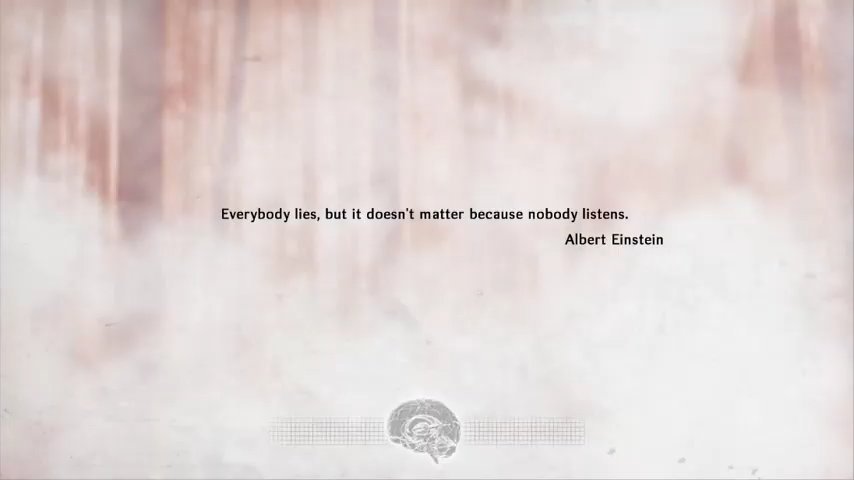 Everybody lies, but it doesn't matter because nobody listens.
Albert Einstein